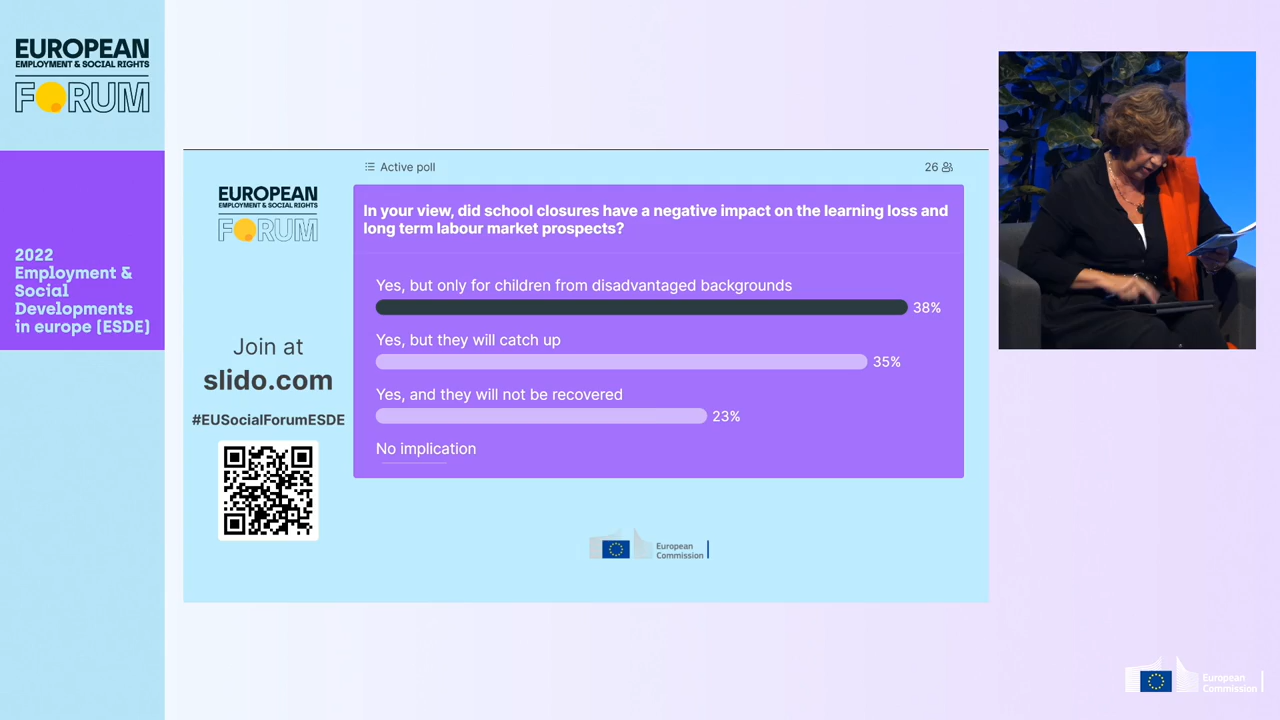 EUROPEAN
EMPLOYMENT & SOCIAL RIGHTS
FORUM
2022
Employment &
Social
Developments
in europe (ESDE)
EUROPEAN
EMPLOYMENT & SOCIAL RIGHTS
FORUM
Join at
slido.com
#EUSocialForumESDE
Active poll
26
In your view, did school closures have a negative impact on the learning loss and
long term labour market prospects?
Yes, but only for children from disadvantaged backgrounds
38%
Yes, but they will catch up
35%
Yes, and they will not be recovered
23%
No implication
European
Commission
European
Commission